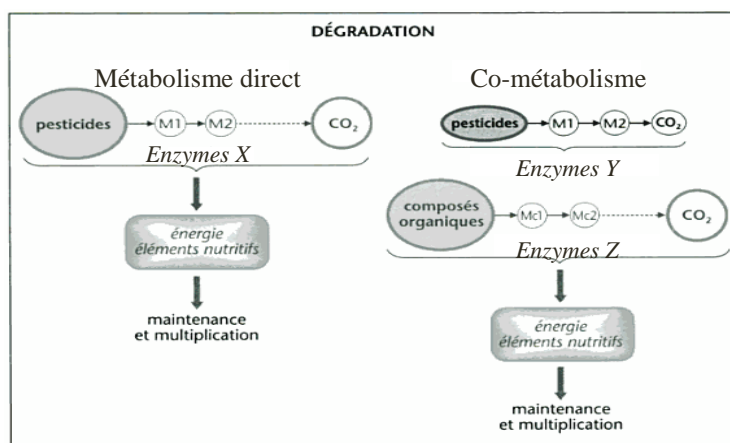 DÉGRADATION
Métabolisme direct
pesticides M1 M2 CO₂
Enzymes X
énergie
éléments nutritifs
maintenance
et multiplication
Co-métabolisme
pesticides M1 M2 CO₂
Enzymes Y
composés
organiques Mc1 Mc2 CO₂
Enzymes Z
énergie
éléments nutritifs
maintenance
et multiplication